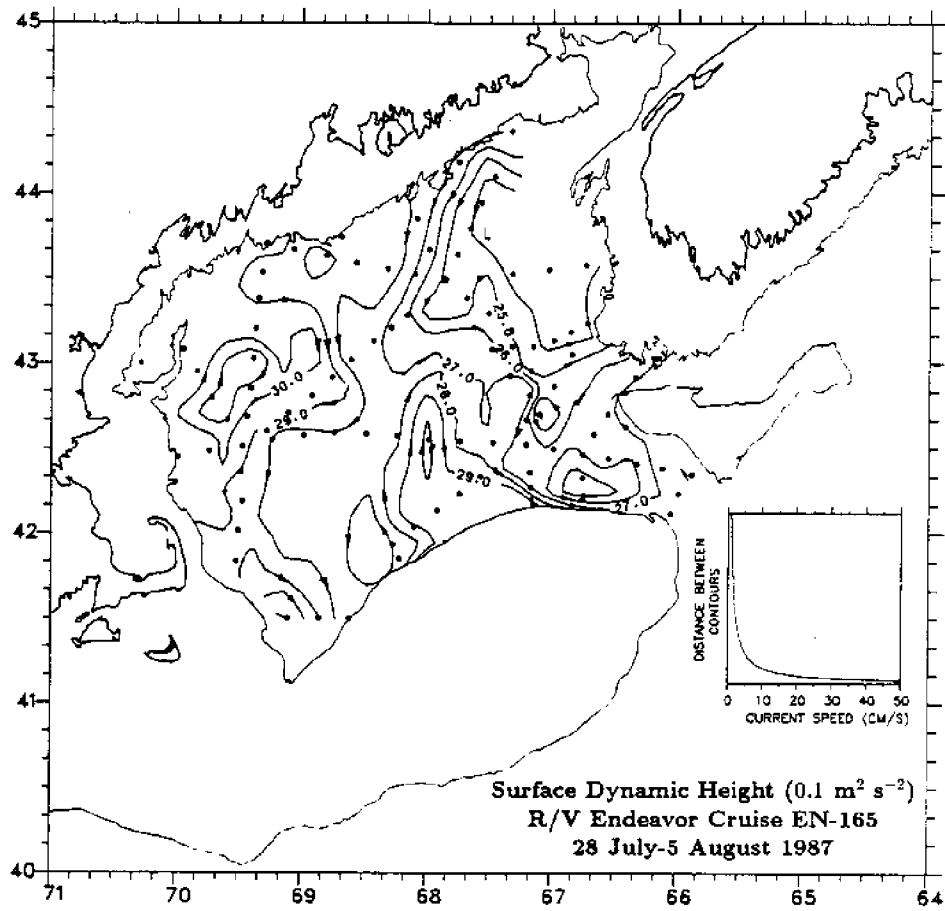 45
44
43
42
41
40
71
70
69
68
67
66
65
64
25.0
26.0
27.0
28.0
29.0
30.0
29.0
27.0
L
DISTANCE BETWEEN
CONTOURS
0 10 20 30 40 50
CURRENT SPEED (CM/S)
Surface Dynamic Height (0.1 m² s⁻²)
R/V Endeavor Cruise EN-165
28 July-5 August 1987